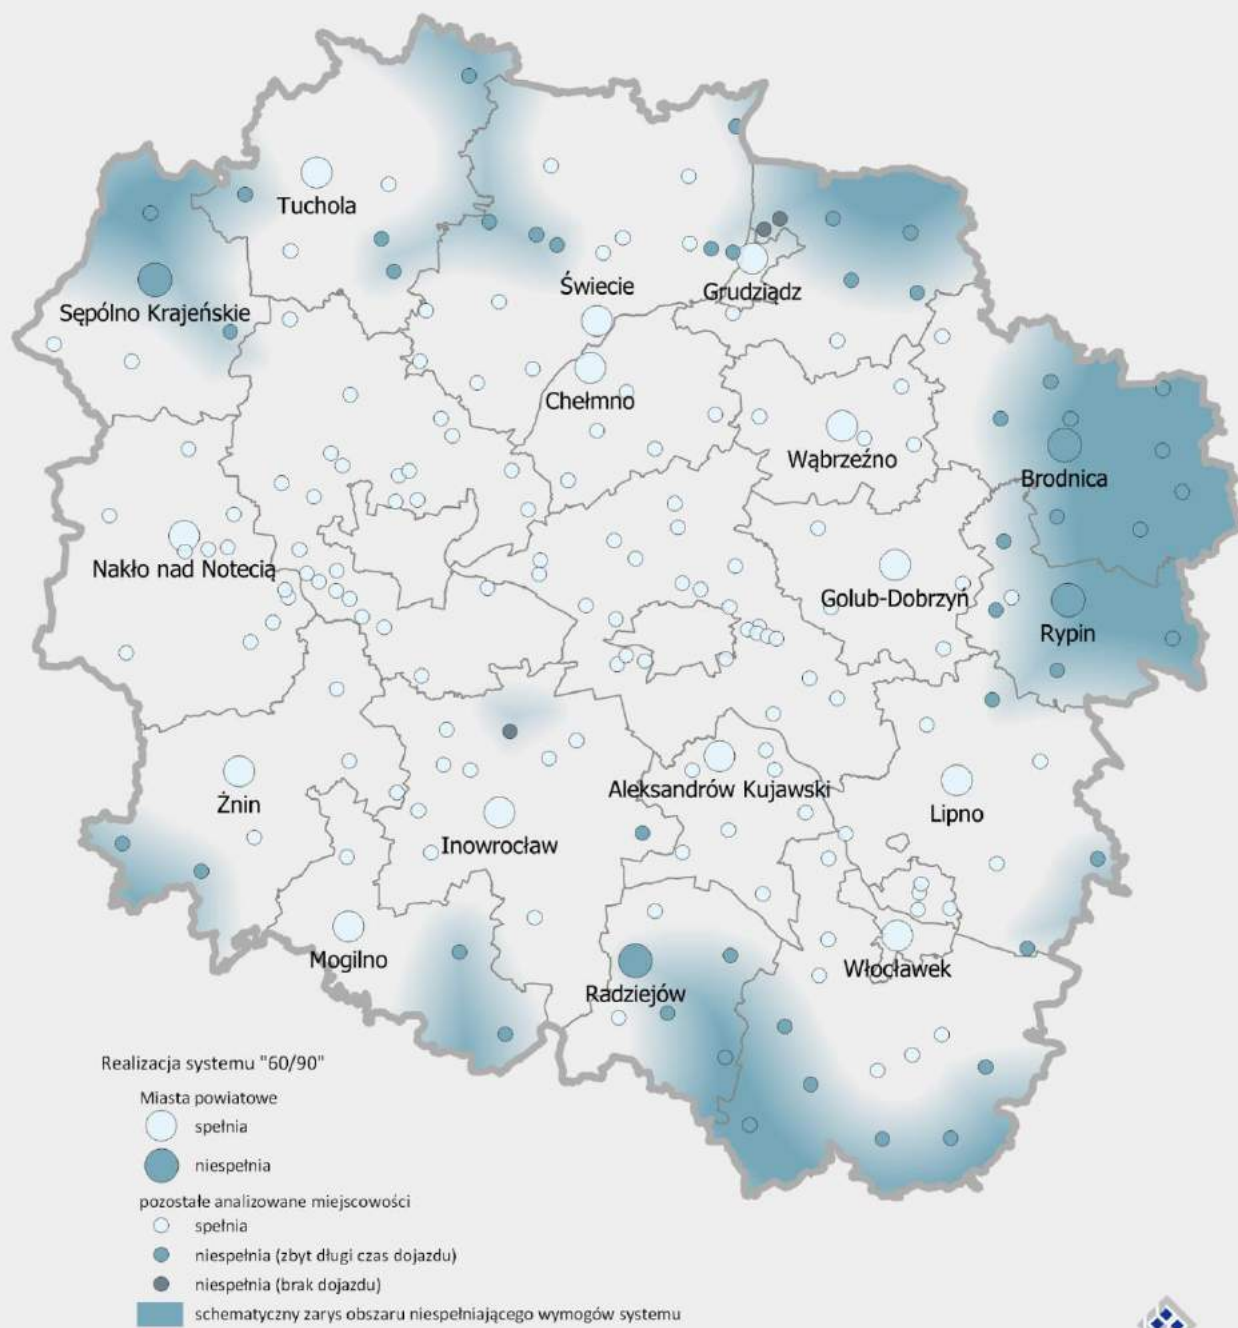 Tuchola
Świecie
Grudziądz
Sępólno Krajeńskie
Chełmno
Wąbrzeźno
Brodnica
Nakło nad Notecią
Golub-Dobrzyń
Rypin
Aleksandrów Kujawski
Żnin
Lipno
Inowrocław
Mogilno
Radziejów
Włocławek
Realizacja systemu "60/90"
Miasta powiatowe
spełnia
niespełnia
pozostałe analizowane miejscowości
spełnia
niespełnia (zbyt długi czas dojazdu)
niespełnia (brak dojazdu)
schematyczny zarys obszaru niespełniającego wymogów systemu